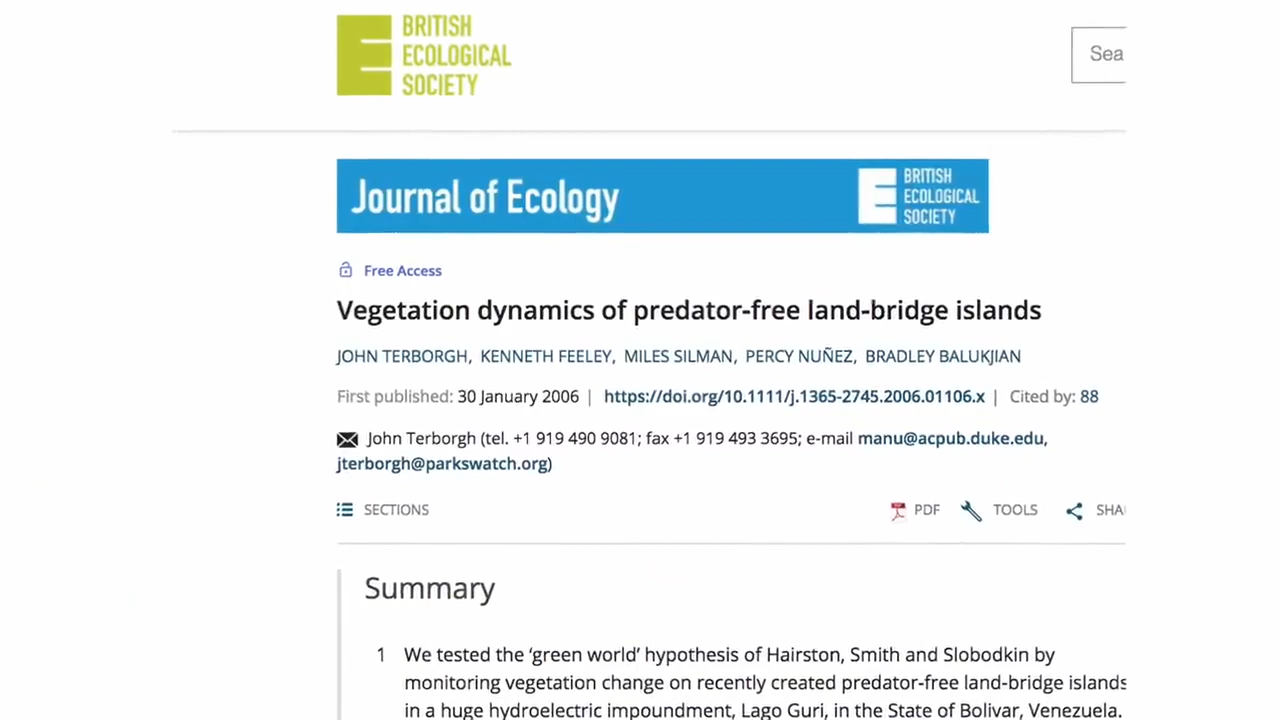 BRITISH
ECOLOGICAL
SOCIETY
Sea
Journal of Ecology
BRITISH
ECOLOGICAL
SOCIETY
Free Access
Vegetation dynamics of predator-free land-bridge islands
JOHN TERBORGH, KENNETH FEELEY, MILES SILMAN, PERCY NUÑEZ, BRADLEY BALUKJIAN
First published: 30 January 2006 | https://doi.org/10.1111/j.1365-2745.2006.01106.x | Cited by: 88
John Terborgh (tel. +1 919 490 9081; fax +1 919 493 3695; e-mail manu@acpub.duke.edu,
jterborgh@parkswatch.org)
SECTIONS PDF TOOLS SHA
Summary
1 We tested the ‘green world’ hypothesis of Hairston, Smith and Slobodkin by
monitoring vegetation change on recently created predator-free land-bridge islands
in a huge hydroelectric impoundment, Lago Guri, in the State of Bolivar, Venezuela.